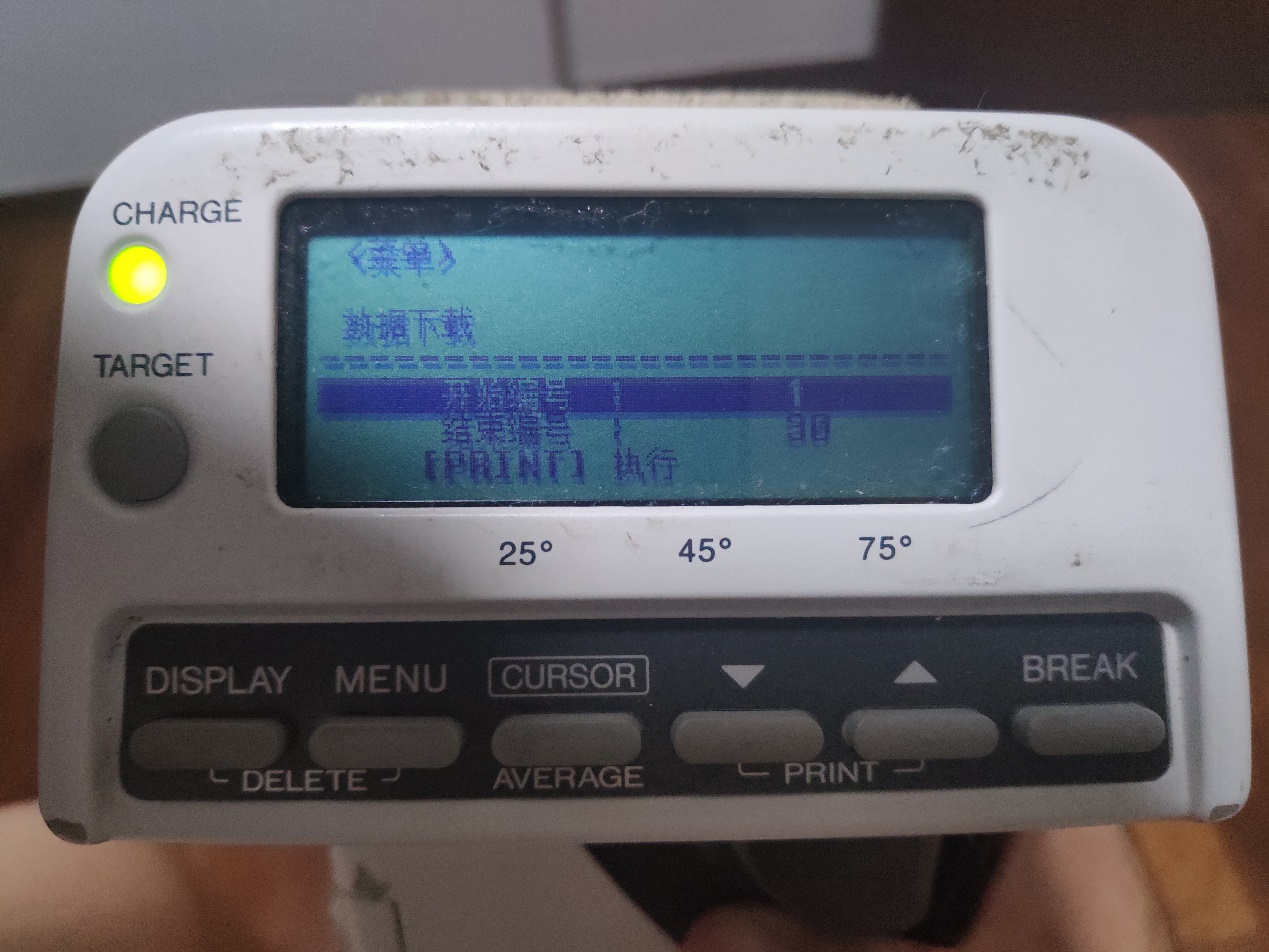 CHARGE
TARGET
《菜单》
数据下载
开始编号 : 1
结束编号 : 30
[PRINT] 执行
25° 45° 75°
DISPLAY MENU CURSOR ▼ ▲ BREAK
DELETE AVERAGE PRINT